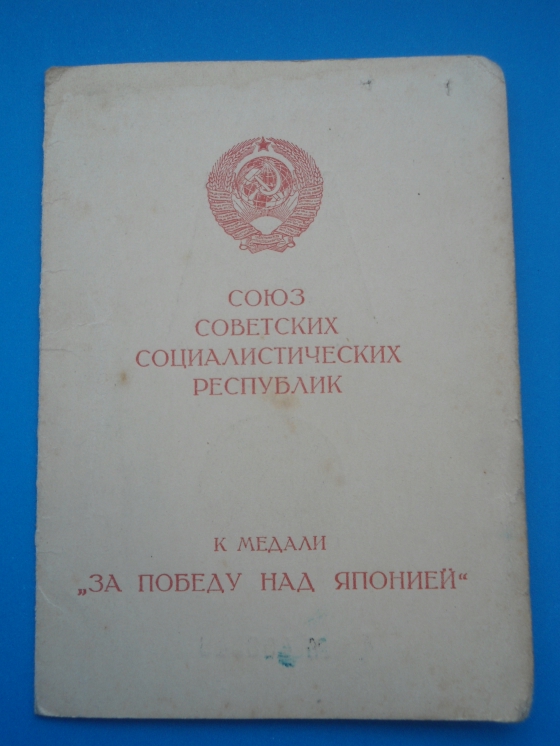 СОЮЗ
СОВЕТСКИХ
СОЦИАЛИСТИЧЕСКИХ
РЕСПУБЛИК
К МЕДАЛИ
„ЗА ПОБЕДУ НАД ЯПОНИЕЙ“